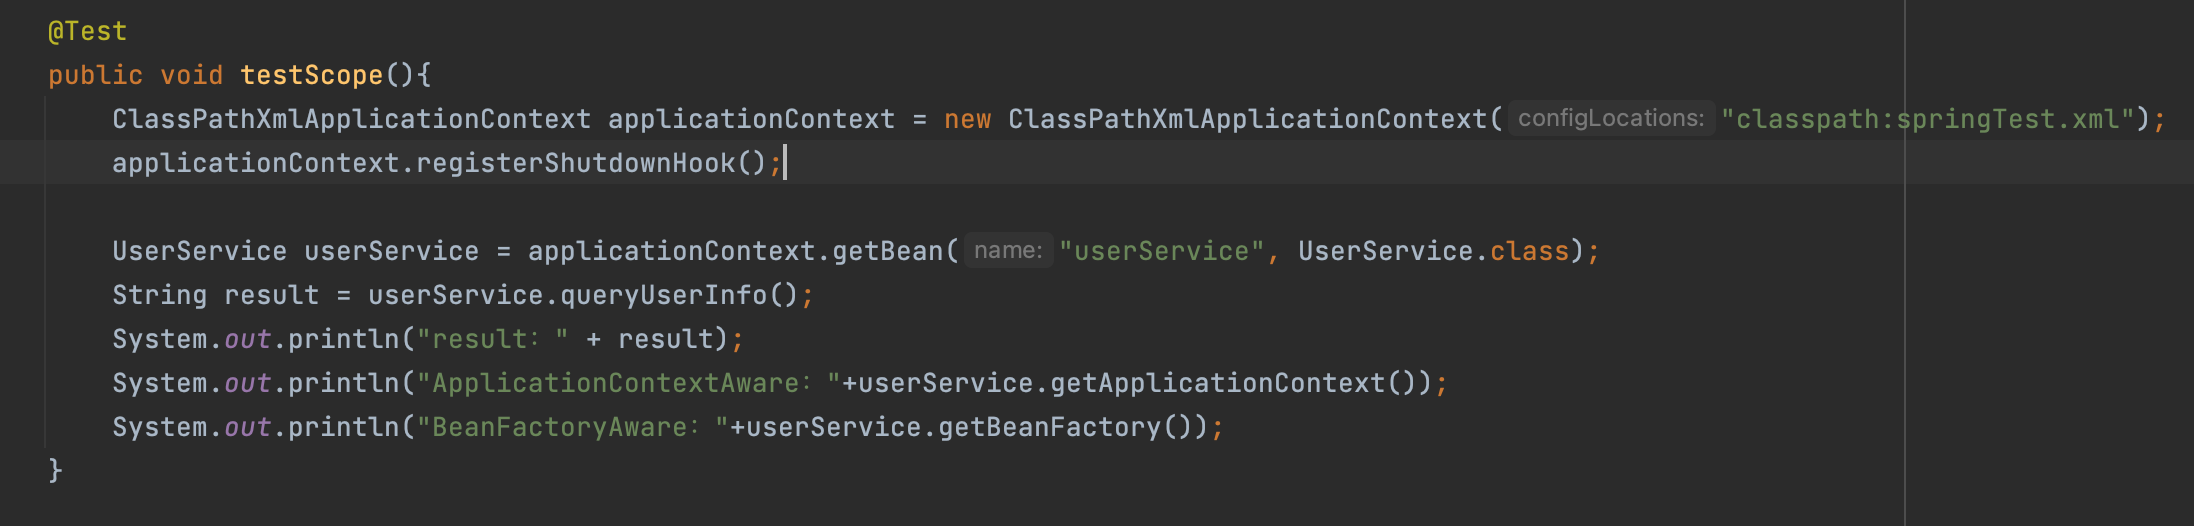 @Test
public void testScope(){
ClassPathXmlApplicationContext applicationContext = new ClassPathXmlApplicationContext( configLocations: "classpath:springTest.xml");
applicationContext.registerShutdownHook();
UserService userService = applicationContext.getBean( name: "userService", UserService.class);
String result = userService.queryUserInfo();
System.out.println("result：" + result);
System.out.println("ApplicationContextAware："+userService.getApplicationContext());
System.out.println("BeanFactoryAware："+userService.getBeanFactory());
}